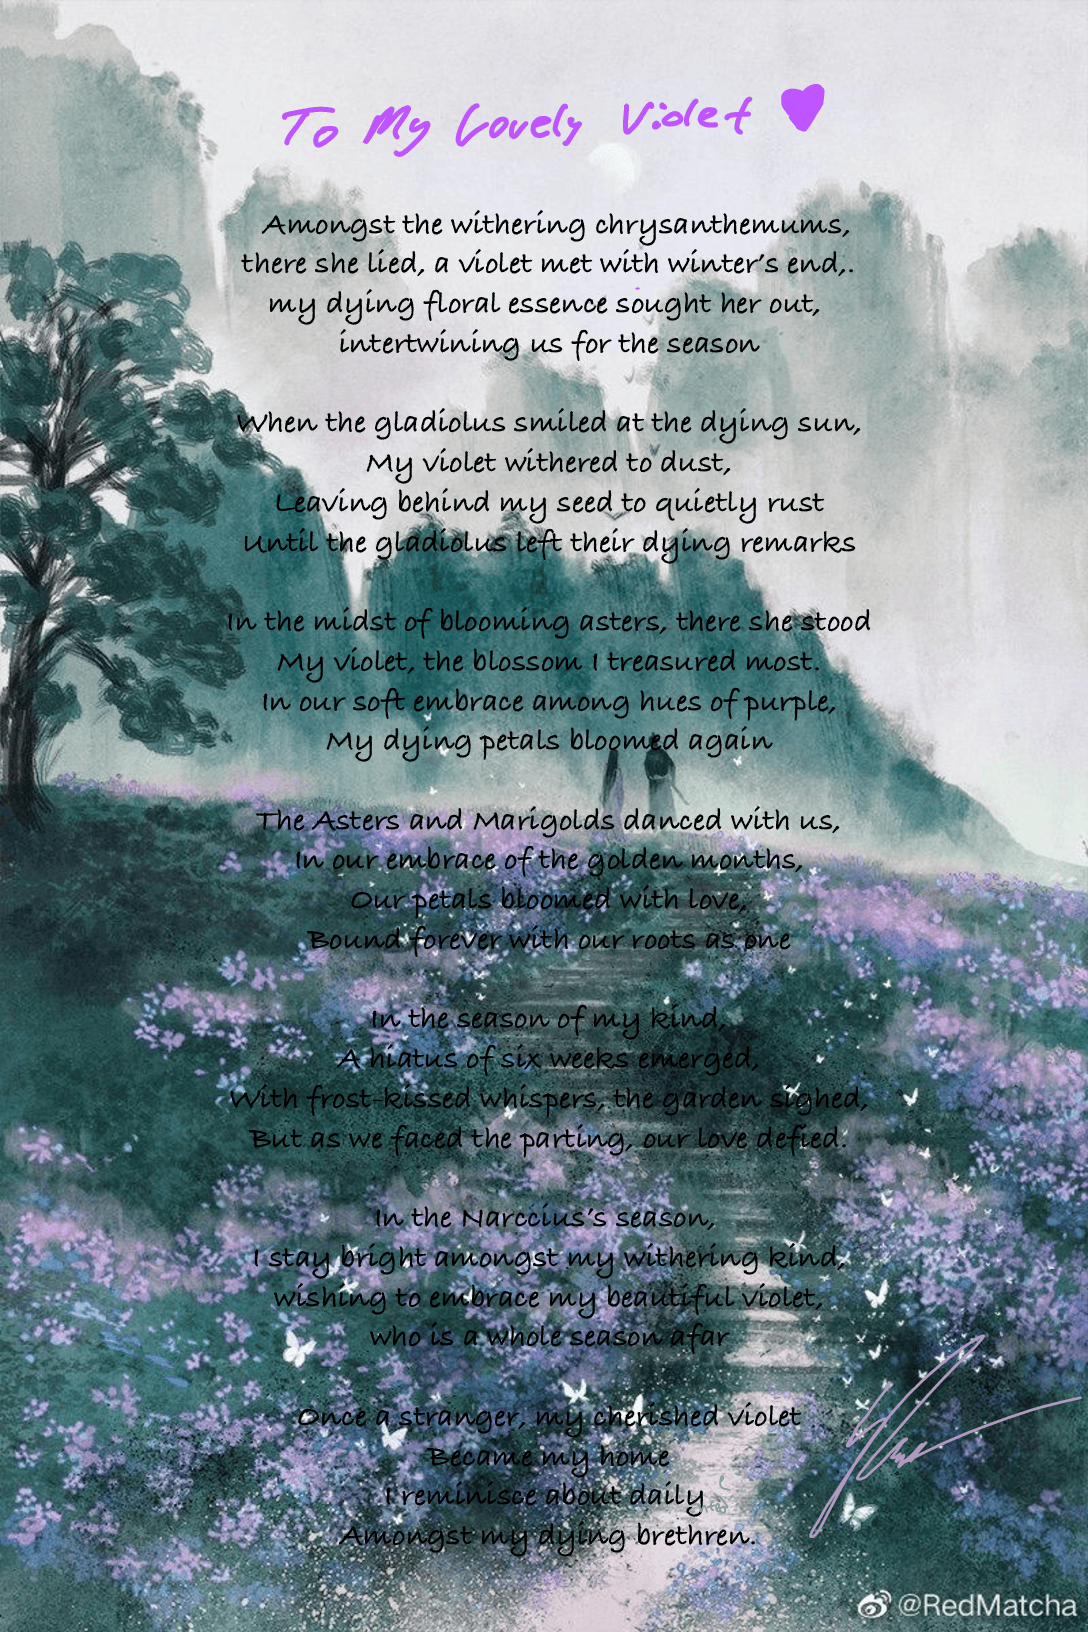 To My Lovely Violet
Amongst the withering chrysanthemums,
there she lied, a violet met with winter's end,.
my dying floral essence sought her out,
intertwining us for the season
When the gladiolus smiled at the dying sun,
My violet withered to dust,
Leaving behind my seed to quietly rust
Until the gladiolus left their dying remarks
In the midst of blooming asters, there she stood
My violet, the blossom I treasured most.
In our soft embrace among hues of purple,
My dying petals bloomed again
The Asters and Marigolds danced with us,
In our embrace of the golden months,
Our petals bloomed with love,
Bound forever with our roots as one
In the season of my kind,
A hiatus of six weeks emerged,
With frost-kissed whispers, the garden sighed,
But as we faced the parting, our love defied.
In the Narccius's season,
I stay bright amongst my withering kind,
wishing to embrace my beautiful violet,
who is a whole season afar
Once a stranger, my cherished violet
Became my home
I reminisce about daily
Amongst my dying brethren.
@RedMatcha